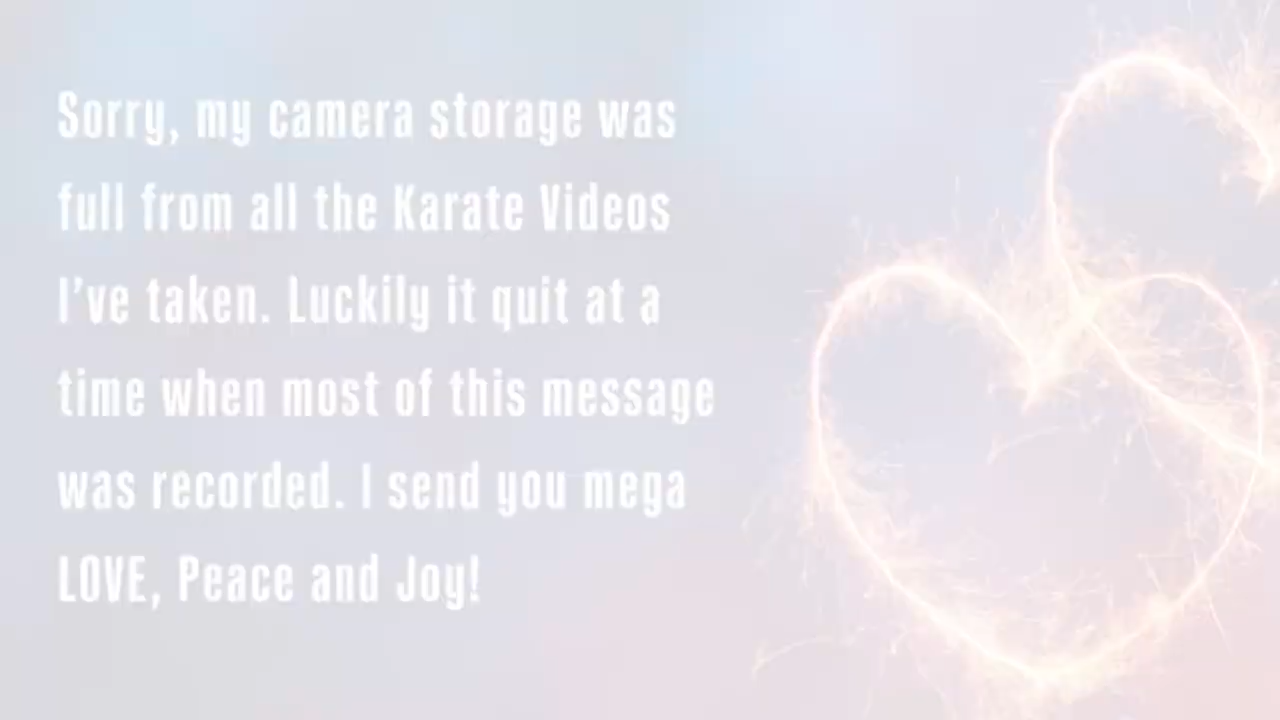 Sorry, my camera storage was
full from all the Karate Videos
I've taken. Luckily it quit at a
time when most of this message
was recorded. I send you mega
LOVE, Peace and Joy!